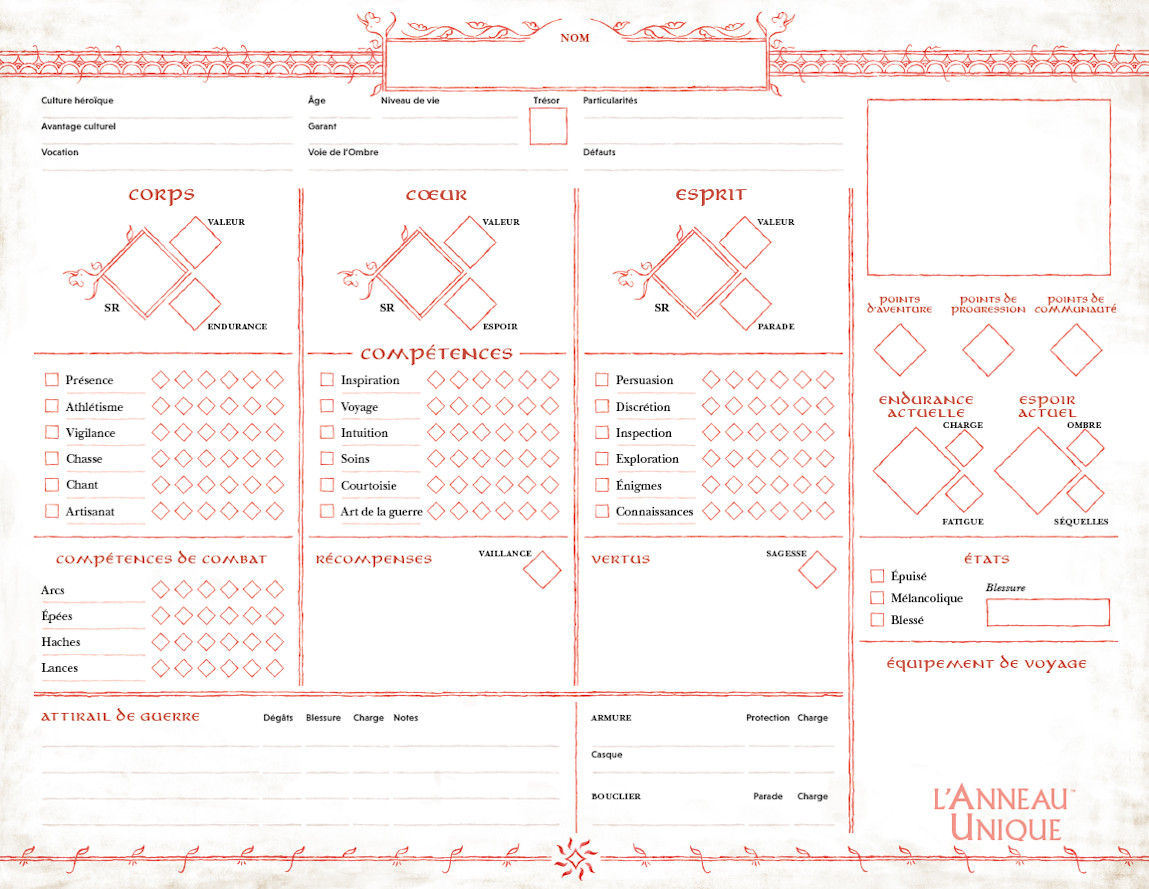 NOM
Culture héroïque
Âge
Niveau de vie
Trésor
Particularités
Avantage culturel
Garant
Vocation
Voie de l'Ombre
Défauts
CORPS
VALEUR
SR
ENDURANCE
CŒUR
VALEUR
SR
ESPOIR
ESPRIT
VALEUR
SR
PARADE
POINTS
D'AVENTURE
POINTS DE
PROGRESSION
POINTS DE
COMMUNAUTÉ
COMPÉTENCES
Présence
Athlétisme
Vigilance
Chasse
Chant
Artisanat
Inspiration
Voyage
Intuition
Soins
Courtoisie
Art de la guerre
Persuasion
Discrétion
Inspection
Exploration
Énigmes
Connaissances
ENDURANCE
ACTUELLE
CHARGE
FATIGUE
ESPOIR
ACTUEL
OMBRE
SÉQUELLES
COMPÉTENCES DE COMBAT
Arcs
Épées
Haches
Lances
RÉCOMPENSES
VAILLANCE
VERTUS
SAGESSE
ÉTATS
Épuisé
Mélancolique
Blessé
Blessure
ÉQUIPEMENT DE VOYAGE
ATTIRAIL DE GUERRE
Dégâts
Blessure
Charge
Notes
ARMURE
Protection
Charge
Casque
BOUCLIER
Parade
Charge
L'ANNEAU™
UNIQUE